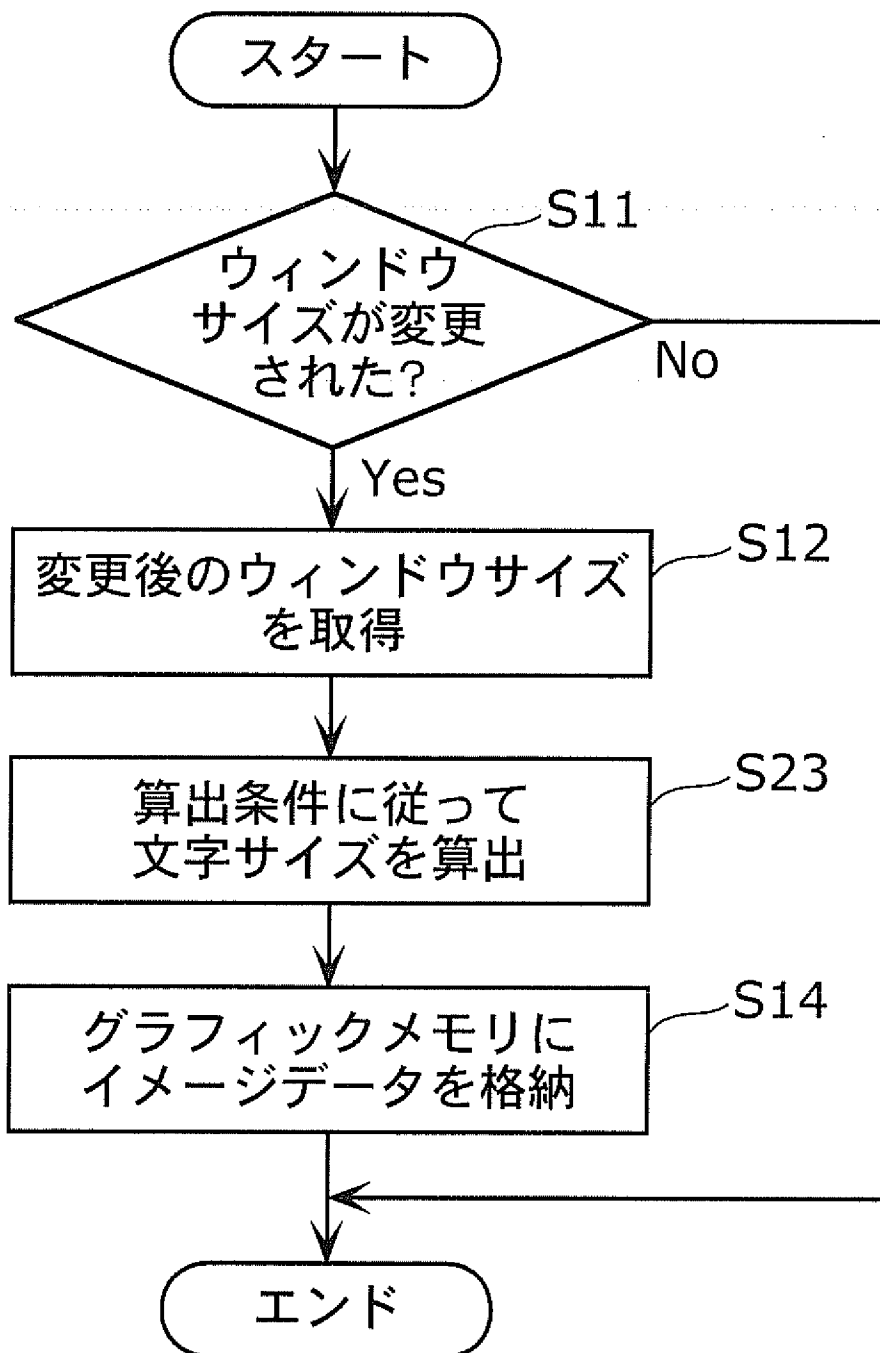 スタート
S11
ウィンドウ
サイズが変更
された?
No
Yes
S12
変更後のウィンドウサイズ
を取得
S23
算出条件に従って
文字サイズを算出
S14
グラフィックメモリに
イメージデータを格納
エンド